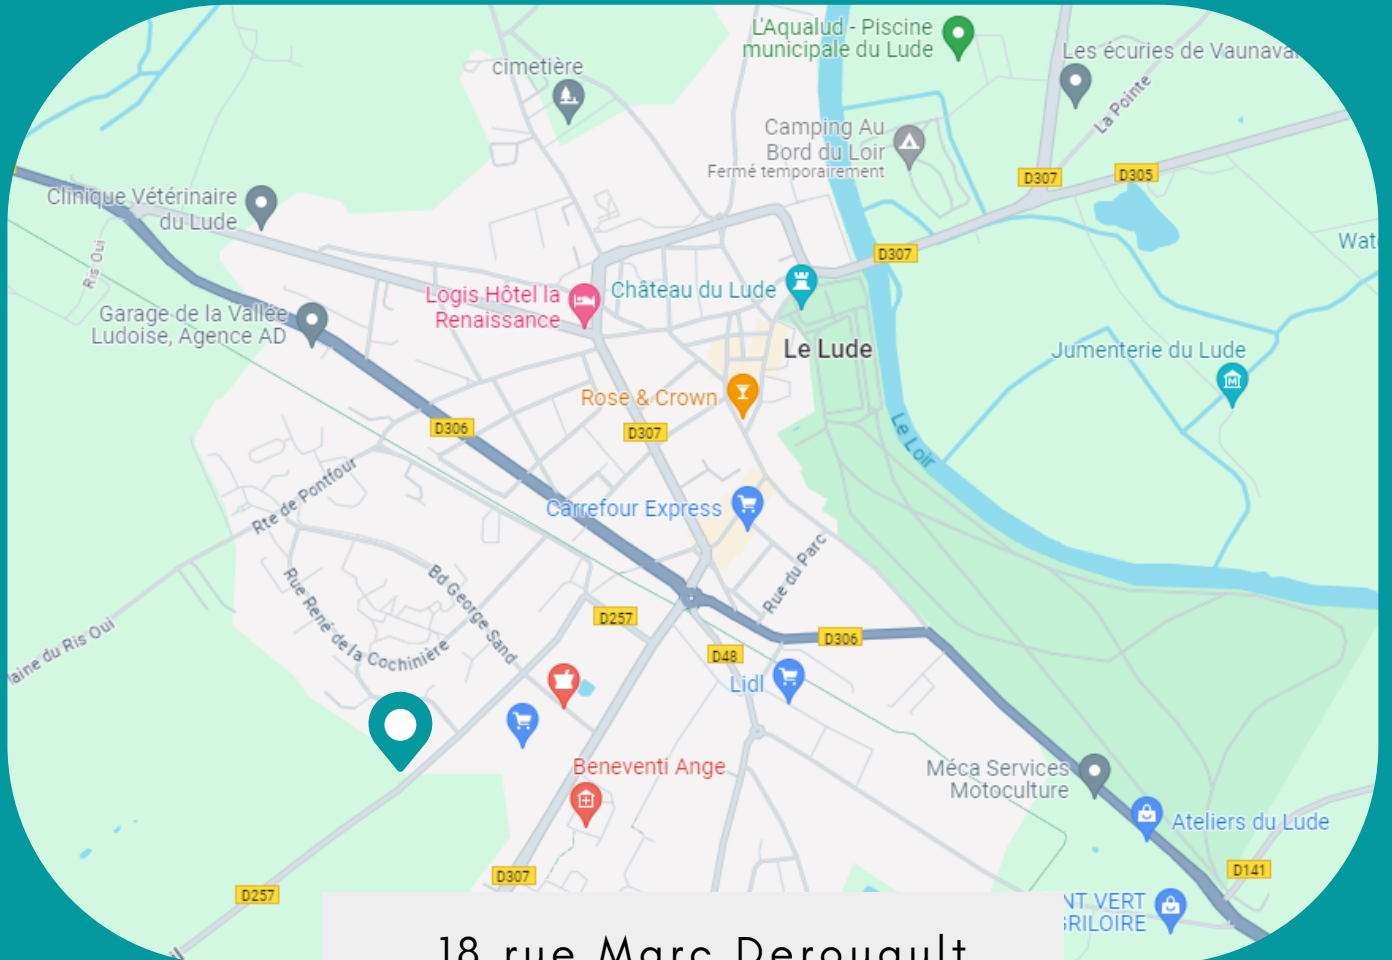 L'Aqualud - Piscine
municipale du Lude
Les écuries de Vaunaval
cimetière
La Pointe
Camping Au
Bord du Loir
Fermé temporairement
D307
D305
Clinique Vétérinaire
du Lude
Ris Oui
D307
Wat
Logis Hôtel la
Renaissance
Château du Lude
Garage de la Vallée
Ludoise, Agence AD
Le Lude
Jumenterie du Lude
Rose & Crown
D306
D307
Le Loir
Rte de Pontfour
Carrefour Express
Rue du Parc
Bd George Sand
Rue René de la Cochinière
D257
D306
aine du Ris Oui
D48
Lidl
Beneventi Ange
Méca Services
Motoculture
Ateliers du Lude
D307
D141
D257
NT VERT
GRILOIRE
18 rue Marc Derouault